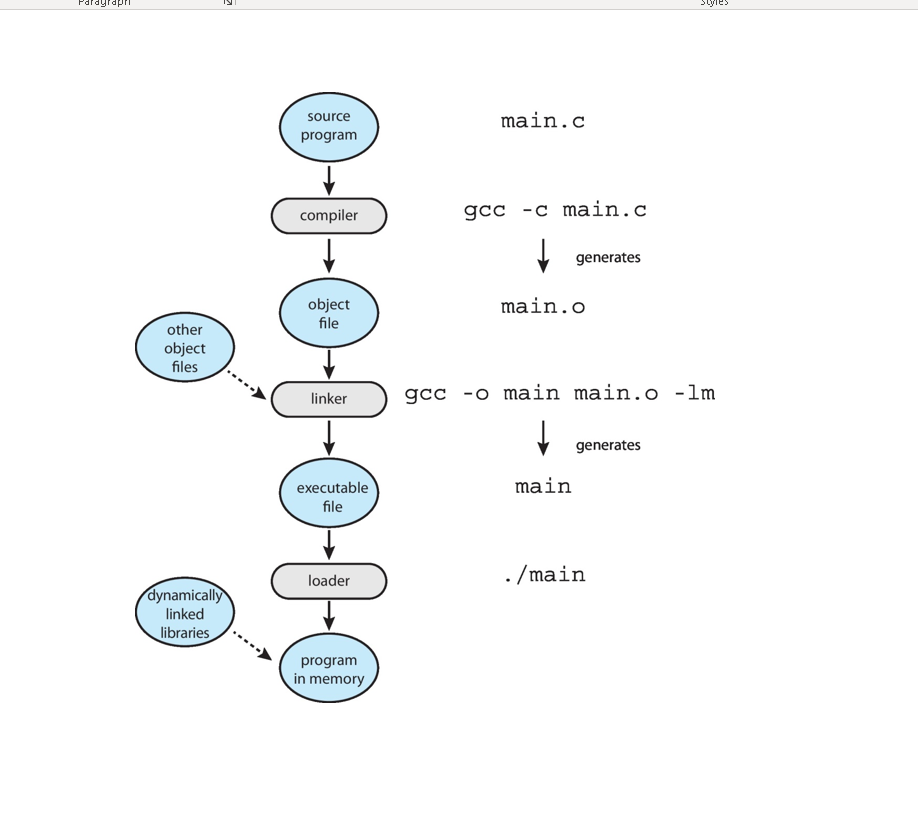 Paragraph
Styles
source
program
main.c
compiler
gcc -c main.c
generates
object
file
main.o
other
object
files
linker
gcc -o main main.o -lm
generates
executable
file
main
loader
./main
dynamically
linked
libraries
program
in memory